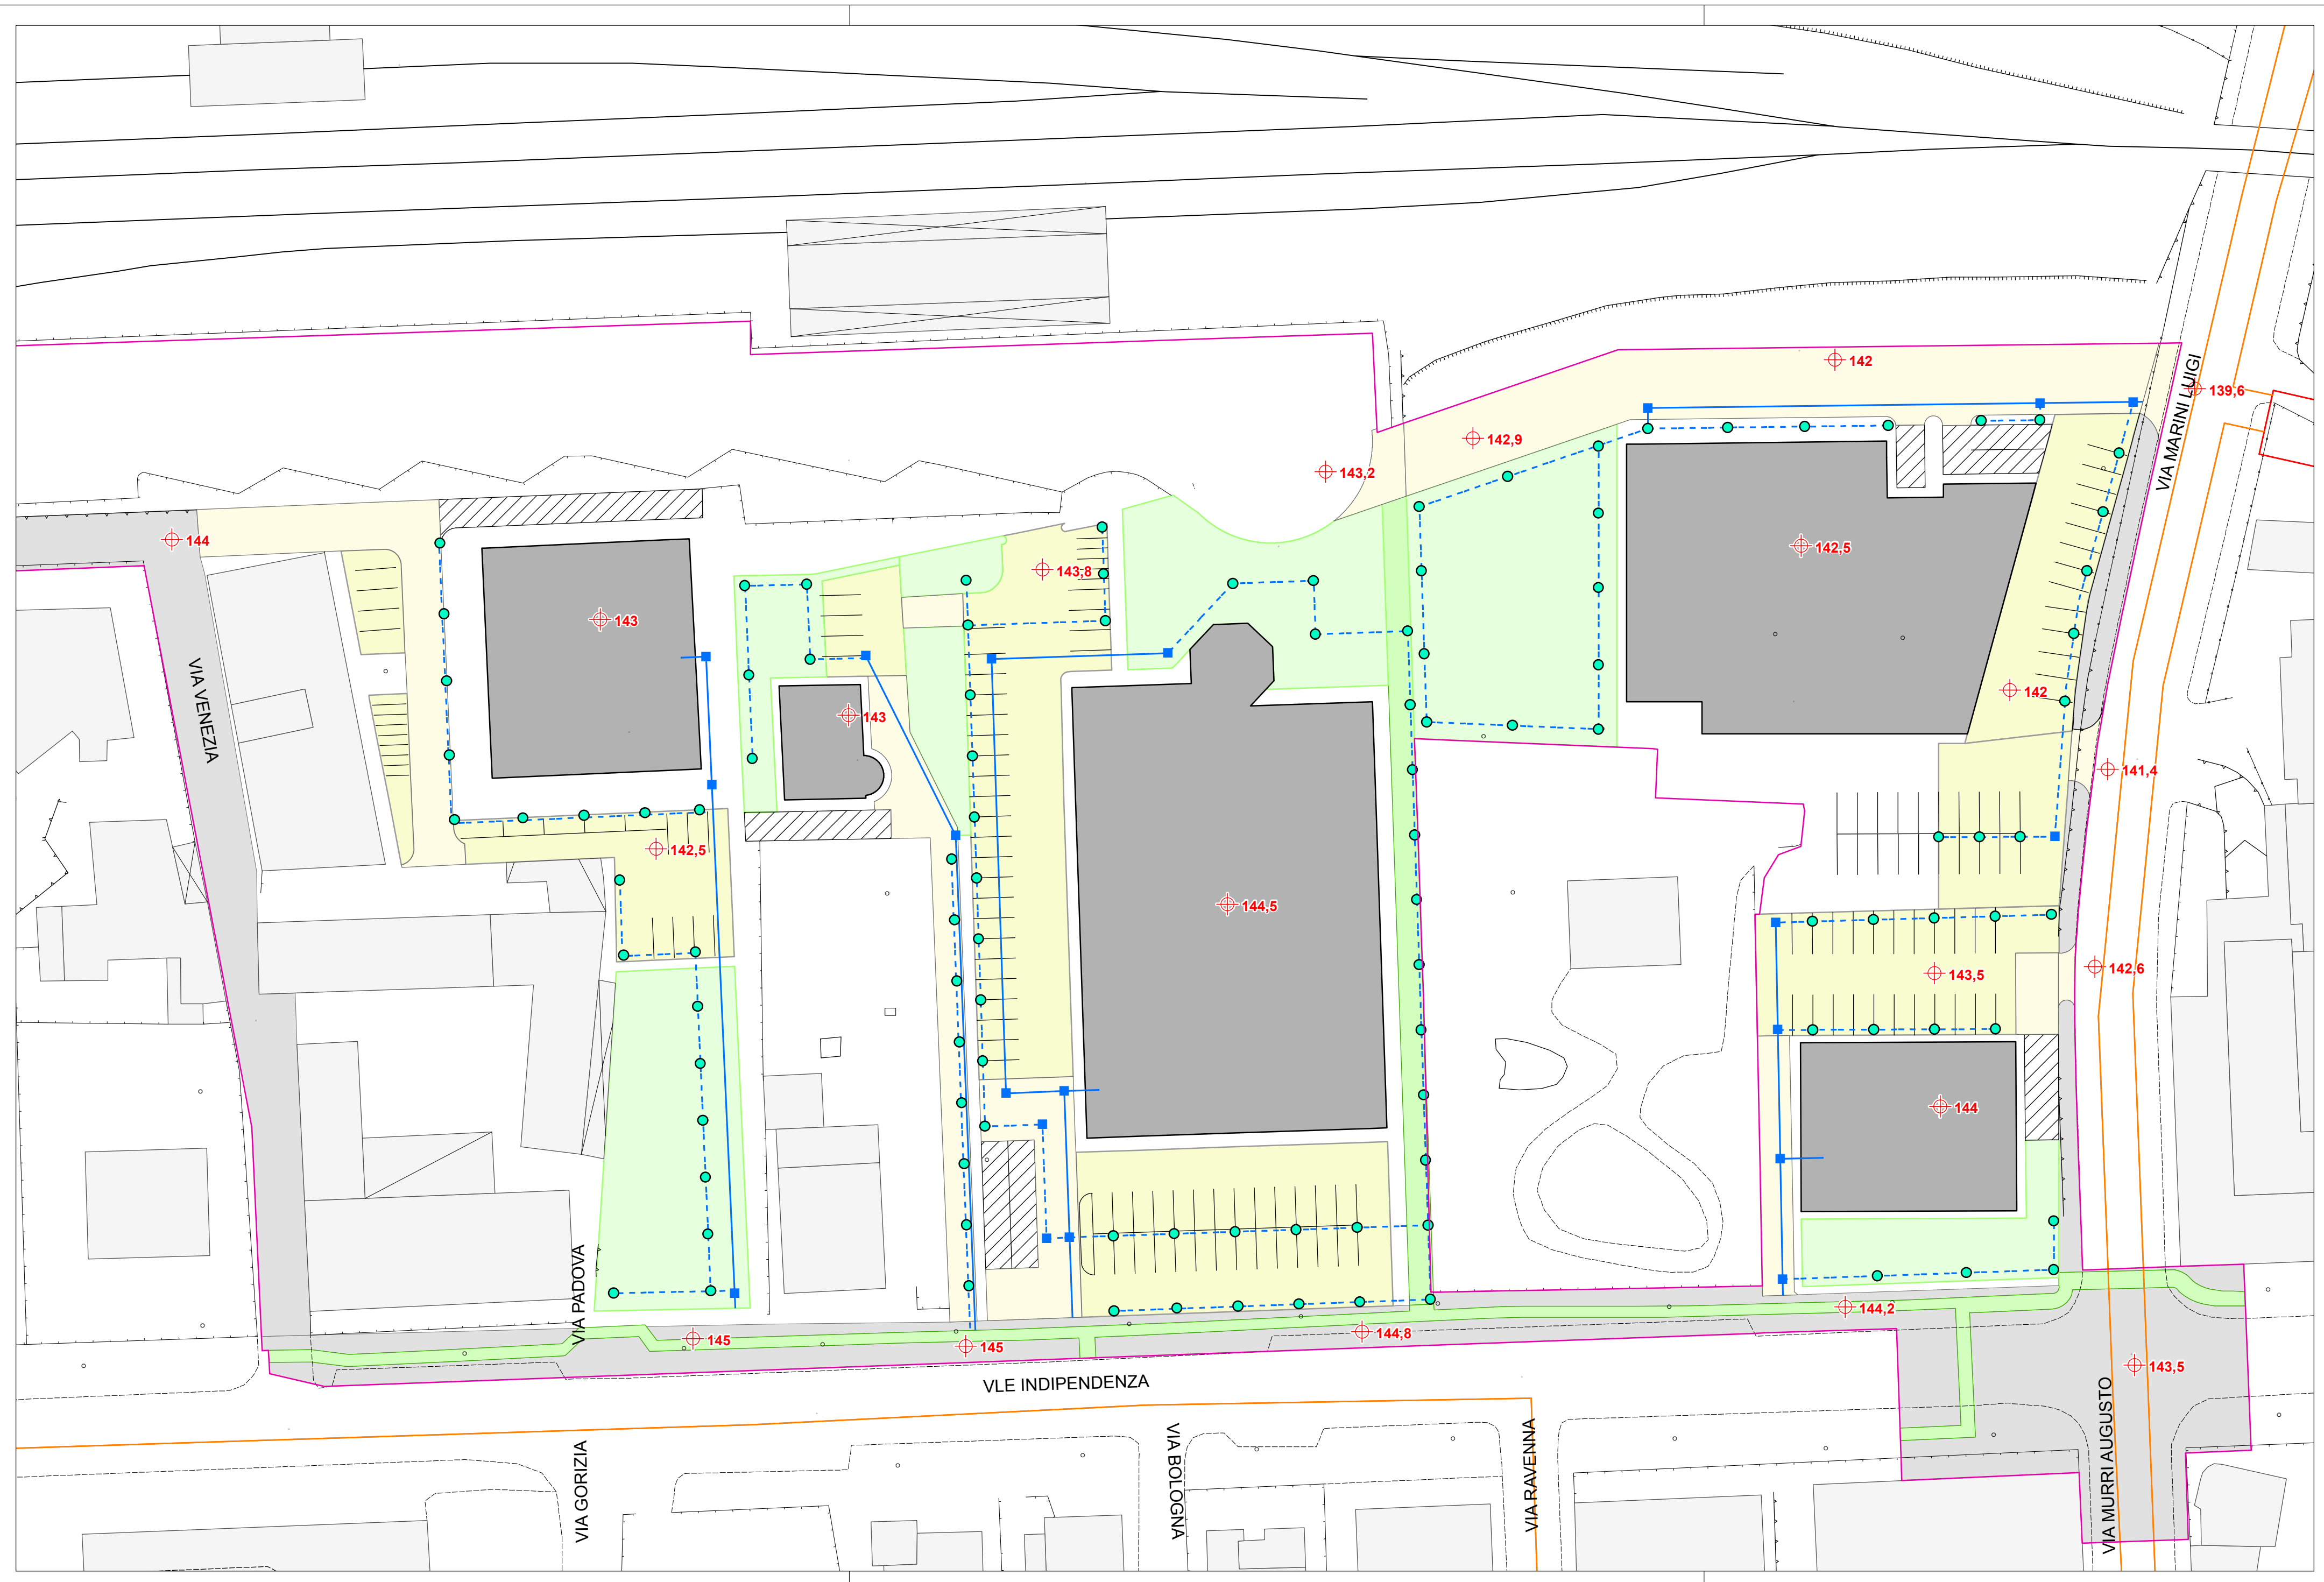 142
139,6
VIA MARINI LUIGI
142,9
143,2
144
142,5
143,8
143
VIA VENEZIA
142
143
141,4
142,5
144,5
142,6
143,5
144
144,2
VIA PADOVA
145
145
144,8
143,5
VLE INDIPENDENZA
VIA MURRI AUGUSTO
VIA GORIZIA
VIA BOLOGNA
VIA RAVENNA